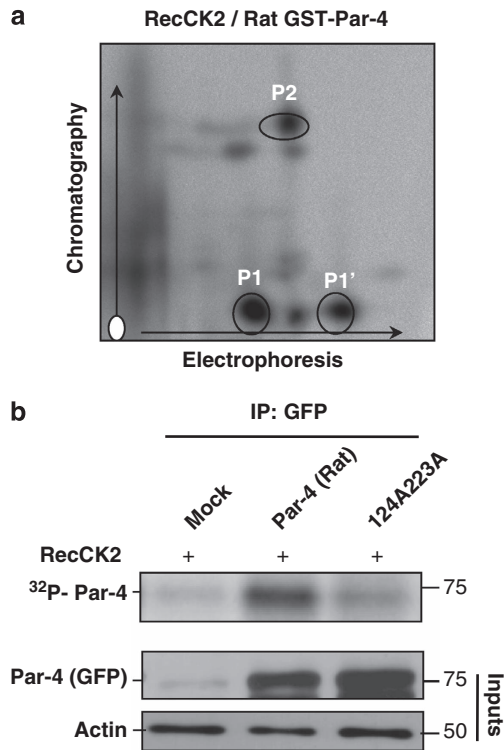 a
RecCK2 / Rat GST-Par-4
Chromatography
P2
P1
P1’
Electrophoresis
b
IP: GFP
Mock
Par-4 (Rat)
124A223A
RecCK2 + + +
³²P- Par-4
75
Par-4 (GFP)
75
Actin
50
Inputs